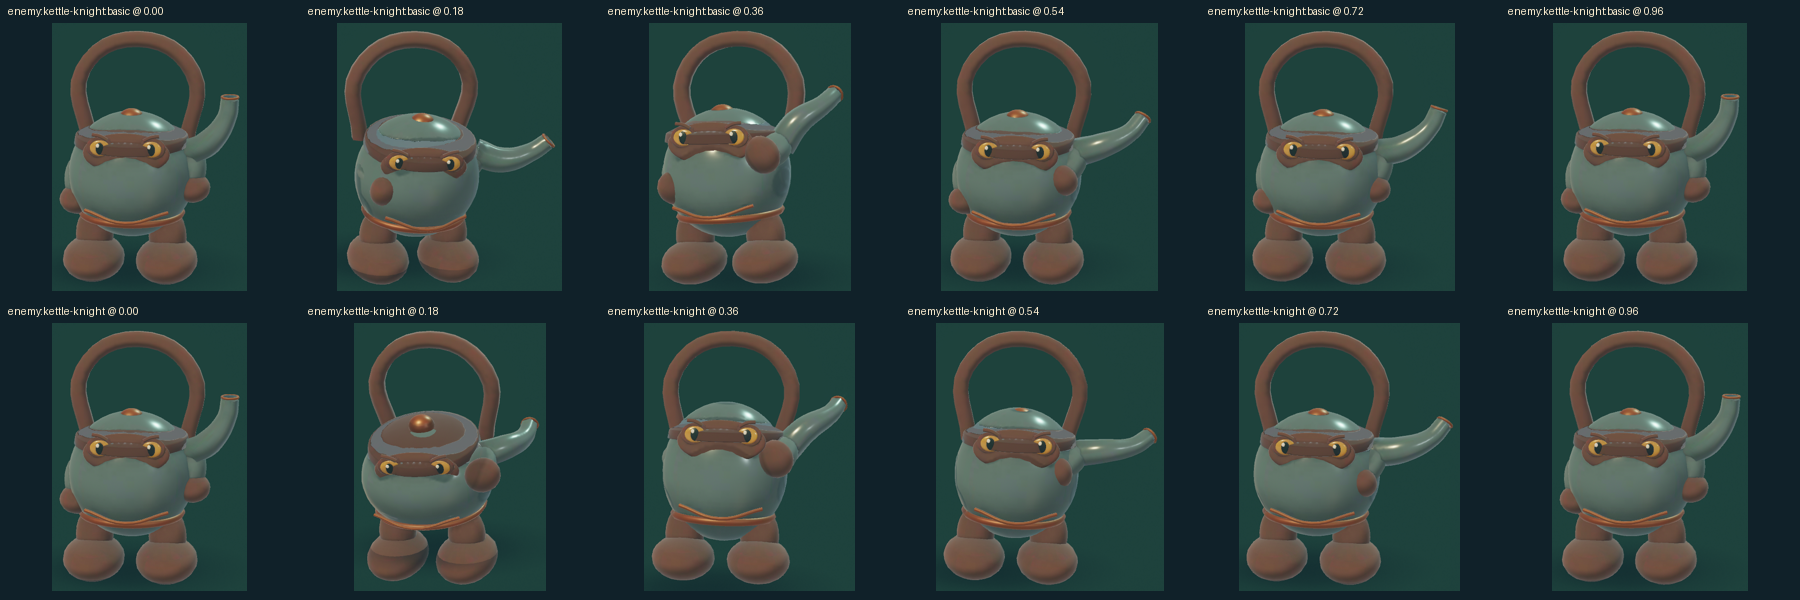 enemy:kettle-knight:basic @ 0.00
enemy:kettle-knight:basic @ 0.18
enemy:kettle-knight:basic @ 0.36
enemy:kettle-knight:basic @ 0.54
enemy:kettle-knight:basic @ 0.72
enemy:kettle-knight:basic @ 0.96
enemy:kettle-knight @ 0.00
enemy:kettle-knight @ 0.18
enemy:kettle-knight @ 0.36
enemy:kettle-knight @ 0.54
enemy:kettle-knight @ 0.72
enemy:kettle-knight @ 0.96